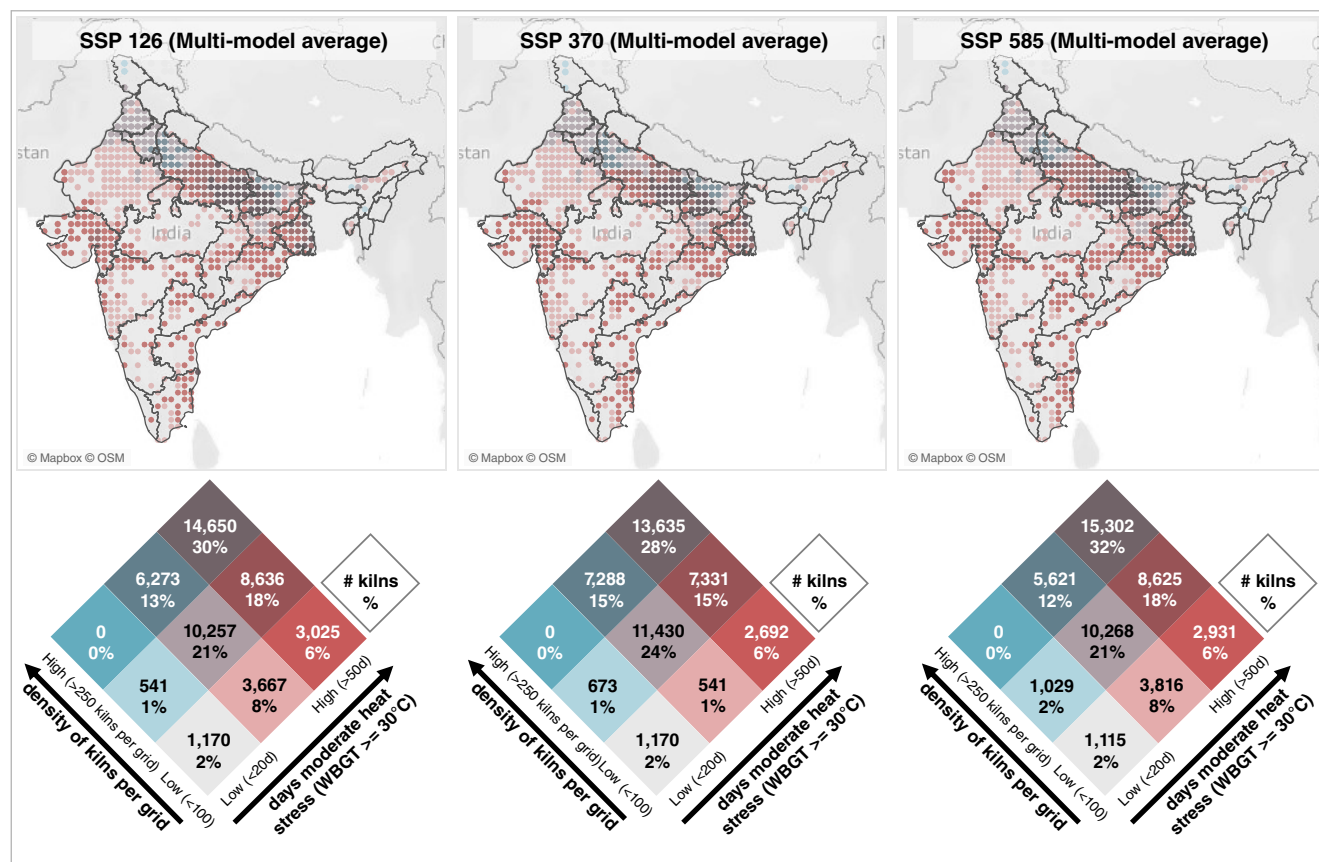 SSP 126 (Multi-model average)
stan
India
© Mapbox © OSM
SSP 370 (Multi-model average)
stan
Ch
India
© Mapbox © OSM
SSP 585 (Multi-model average)
stan
Ch
India
© Mapbox © OSM
14,650
30%
6,273
13%
8,636
18%
0
0%
10,257
21%
3,025
6%
541
1%
3,667
8%
1,170
2%
# kilns
%
High (>250 kilns per grid)
Low (<100)
density of kilns per grid
Low (<20d)
High (>50d)
days moderate heat
stress (WBGT >= 30°C)
13,635
28%
7,288
15%
7,331
15%
0
0%
11,430
24%
2,692
6%
673
1%
541
1%
1,170
2%
# kilns
%
High (>250 kilns per grid)
Low (<100)
density of kilns per grid
Low (<20d)
High (>50d)
days moderate heat
stress (WBGT >= 30°C)
15,302
32%
5,621
12%
8,625
18%
0
0%
10,268
21%
2,931
6%
1,029
2%
3,816
8%
1,115
2%
# kilns
%
High (>250 kilns per grid)
Low (<100)
density of kilns per grid
Low (<20d)
High (>50d)
days moderate heat
stress (WBGT >= 30°C)